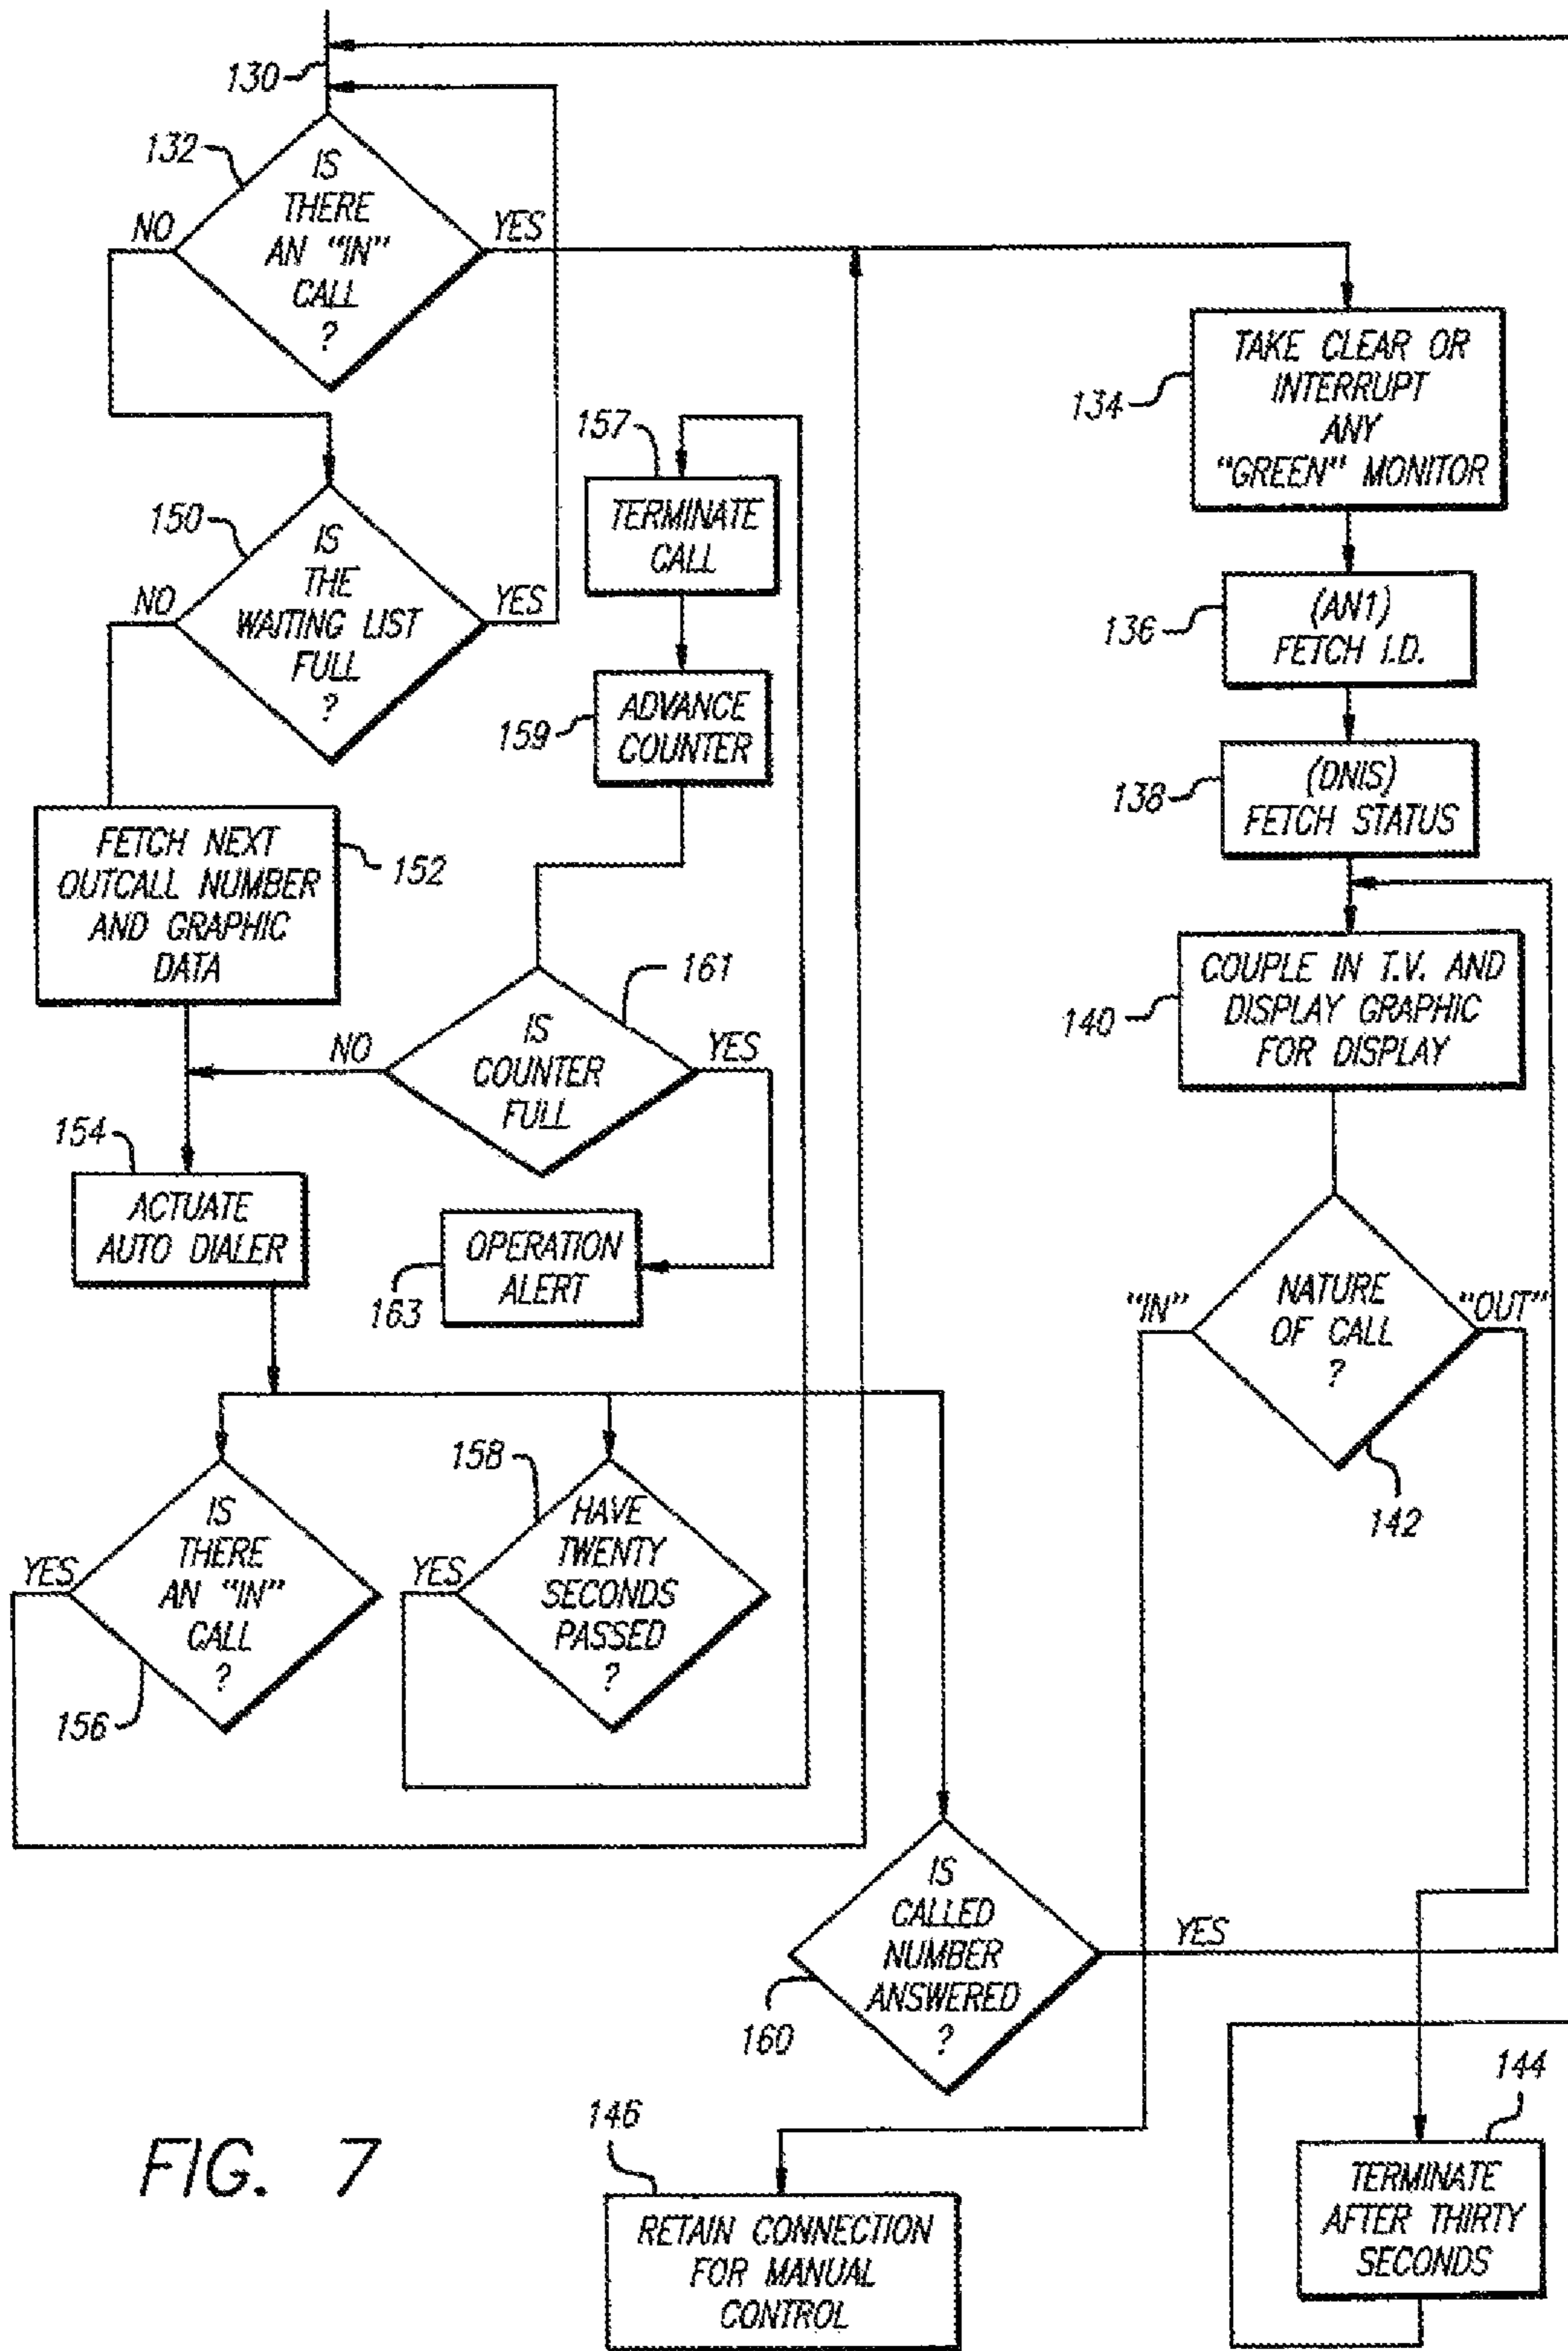 130
132
IS
THERE
AN "IN"
CALL
?
NO
YES
134
TAKE CLEAR OR
INTERRUPT
ANY
"GREEN" MONITOR
150
IS
THE
WAITING LIST
FULL
?
NO
YES
157
TERMINATE
CALL
136
(AN1)
FETCH I.D.
159
ADVANCE
COUNTER
138
(DNIS)
FETCH STATUS
FETCH NEXT
OUTCALL NUMBER
AND GRAPHIC
DATA
152
140
COUPLE IN T.V. AND
DISPLAY GRAPHIC
FOR DISPLAY
161
IS
COUNTER
FULL
NO
YES
154
ACTUATE
AUTO DIALER
OPERATION
ALERT
163
NATURE
OF CALL
?
"IN"
"OUT"
142
156
IS
THERE
AN "IN"
CALL
?
YES
158
HAVE
TWENTY
SECONDS
PASSED
?
YES
160
IS
CALLED
NUMBER
ANSWERED
?
YES
146
RETAIN CONNECTION
FOR MANUAL
CONTROL
144
TERMINATE
AFTER THIRTY
SECONDS
FIG. 7